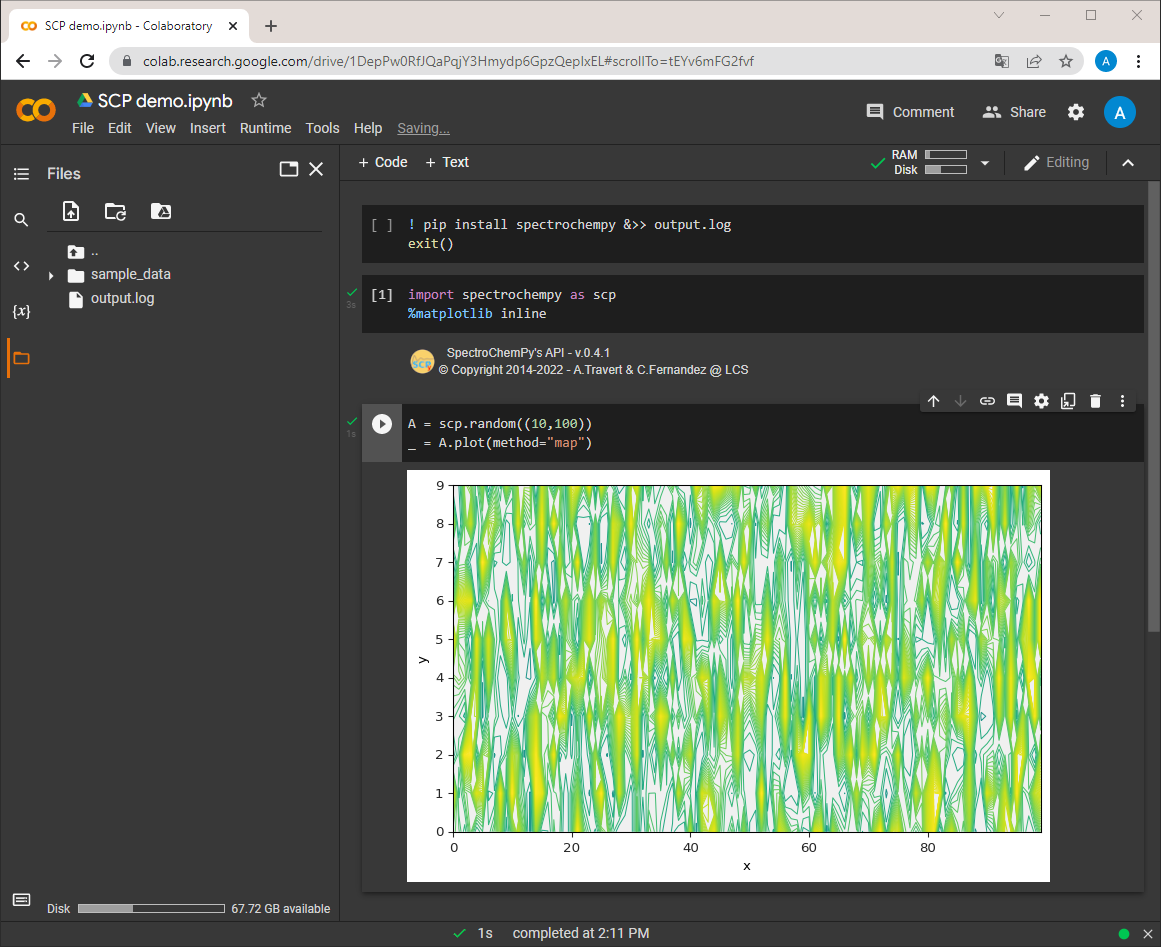 SCP demo.ipynb - Colaboratory
colab.research.google.com/drive/1DepPw0RfJQaPqjY3Hmydp6GpzQepIxEL#scrollTo=tEYv6mFG2fvf
A
SCP demo.ipynb
Comment
Share
A
File Edit View Insert Runtime Tools Help Saving...
Files
+ Code + Text
RAM
Disk
Editing
..
sample_data
output.log
{x}
[ ] ! pip install spectrochempy &>> output.log
exit()
3s
[1] import spectrochempy as scp
%matplotlib inline
SCP
SpectroChemPy's API - v.0.4.1
© Copyright 2014-2022 - A.Travert & C.Fernandez @ LCS
1s
A = scp.random((10,100))
_ = A.plot(method="map")
9
8
7
6
5
y
4
3
2
1
0
0 20 40 60 80
x
Disk 67.72 GB available
1s completed at 2:11 PM